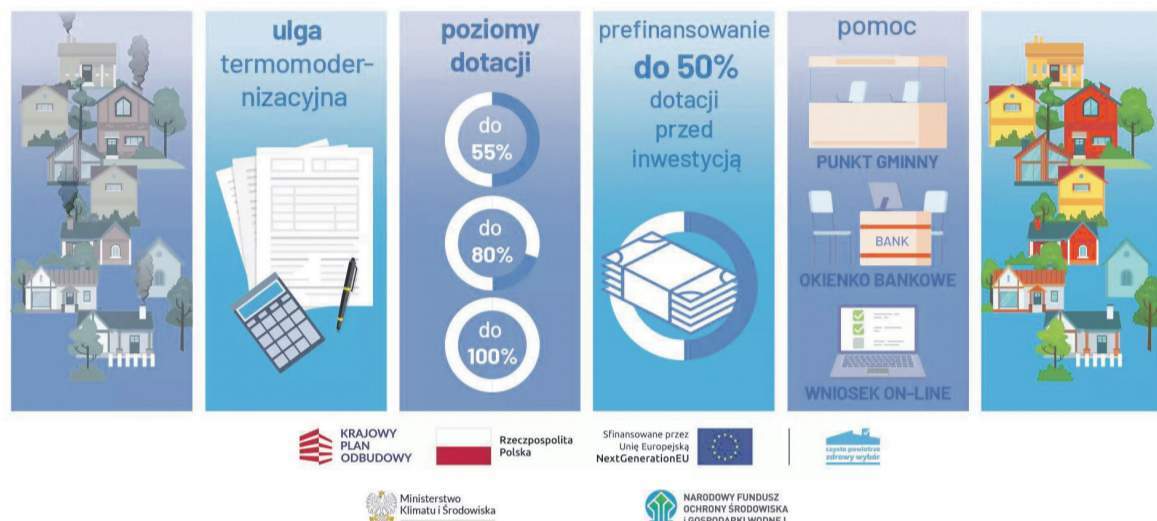 ulga
termomoder-
nizacyjna
poziomy
dotacji
do
55%
do
80%
do
100%
prefinansowanie
do 50%
dotacji
przed
inwestycją
pomoc
PUNKT GMINNY
BANK
OKIENKO BANKOWE
WNIOSEK ON-LINE
KRAJOWY
PLAN
ODBUDOWY
Rzeczpospolita
Polska
Sfinansowane przez
Unię Europejską
NextGenerationEU
czyste powietrze
zdrowy wybór
Ministerstwo
Klimatu i Środowiska
NARODOWY FUNDUSZ
OCHRONY ŚRODOWISKA
I GOSPODARKI WODNEJ